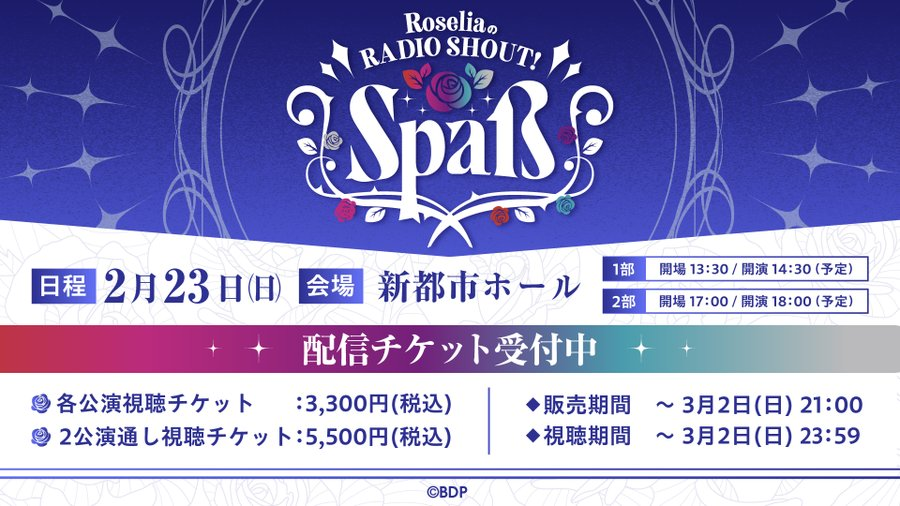 Roseliaの
RADIO SHOUT!
Spaß
日程 2月23日(日) 会場 新都市ホール
1部 開場 13:30 / 開演 14:30 (予定)
2部 開場 17:00 / 開演 18:00 (予定)
配信チケット受付中
各公演視聴チケット :3,300円(税込)
2公演通し視聴チケット:5,500円(税込)
◆販売期間 ～ 3月2日(日) 21:00
◆視聴期間 ～ 3月2日(日) 23:59
©BDP